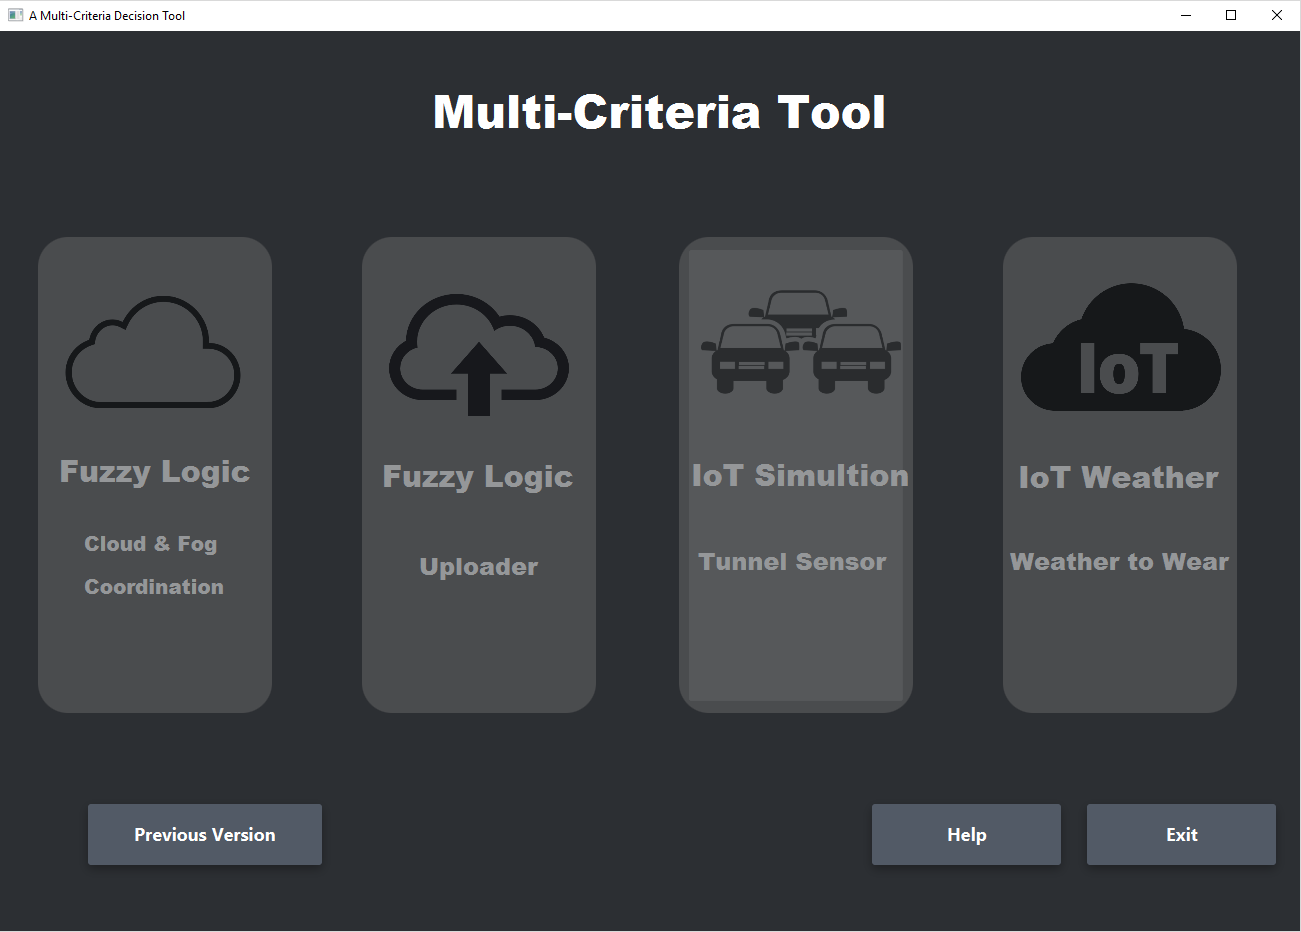 A Multi-Criteria Decision Tool
Multi-Criteria Tool
IoT
Fuzzy Logic
Cloud & Fog
Coordination
Fuzzy Logic
Uploader
IoT Simultion
Tunnel Sensor
IoT Weather
Weather to Wear
Previous Version
Help
Exit